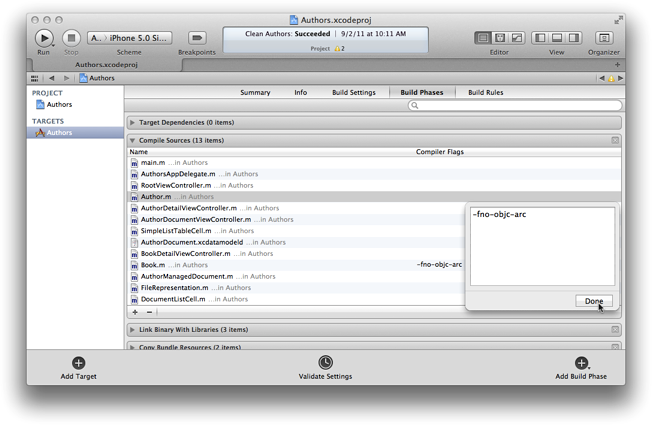 Authors.xcodeproj
Run
Stop
A... iPhone 5.0 Si...
Scheme
Breakpoints
Clean Authors: Succeeded | 9/2/11 at 10:11 AM
Project 2
Editor
View
Organizer
Authors.xcodeproj
Authors
PROJECT
Authors
TARGETS
Authors
Summary Info Build Settings Build Phases Build Rules
Target Dependencies (0 items)
Compile Sources (13 items)
Name Compiler Flags
main.m ...in Authors
AuthorsAppDelegate.m ...in Authors
RootViewController.m ...in Authors
Author.m ...in Authors
AuthorDetailViewController.m ...in Authors
AuthorDocumentViewController.m ...in Authors
SimpleListTableCell.m ...in Authors
AuthorDocument.xcdatamodeld ...in Authors
BookDetailViewController.m ...in Authors
Book.m ...in Authors -fno-objc-arc
AuthorManagedDocument.m ...in Authors
FileRepresentation.m ...in Authors
DocumentListCell.m ...in Authors
-fno-objc-arc
Done
Link Binary With Libraries (3 items)
Copy Bundle Resources (2 items)
Add Target
Validate Settings
Add Build Phase